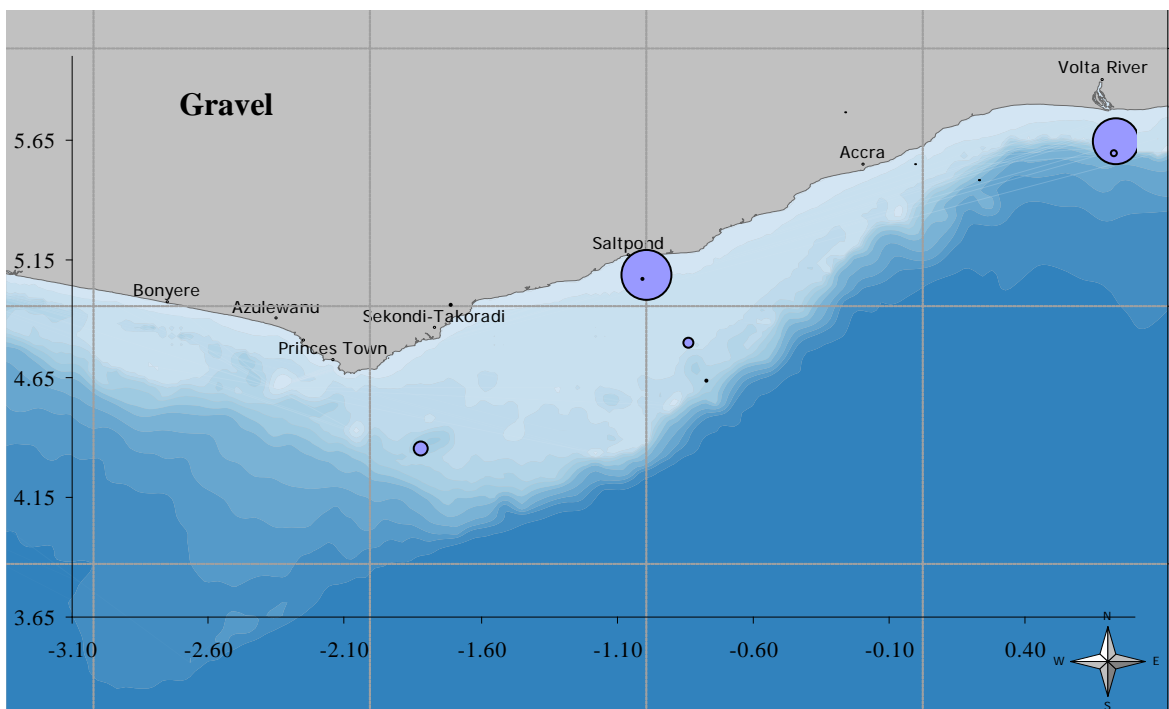 Volta River
Gravel
5.65
Accra
Saltpond
5.15
Bonyere
Azulewanu
Sekondi-Takoradi
Princes Town
4.65
4.15
3.65
N
-3.10 -2.60 -2.10 -1.60 -1.10 -0.60 -0.10 0.40
W E
S